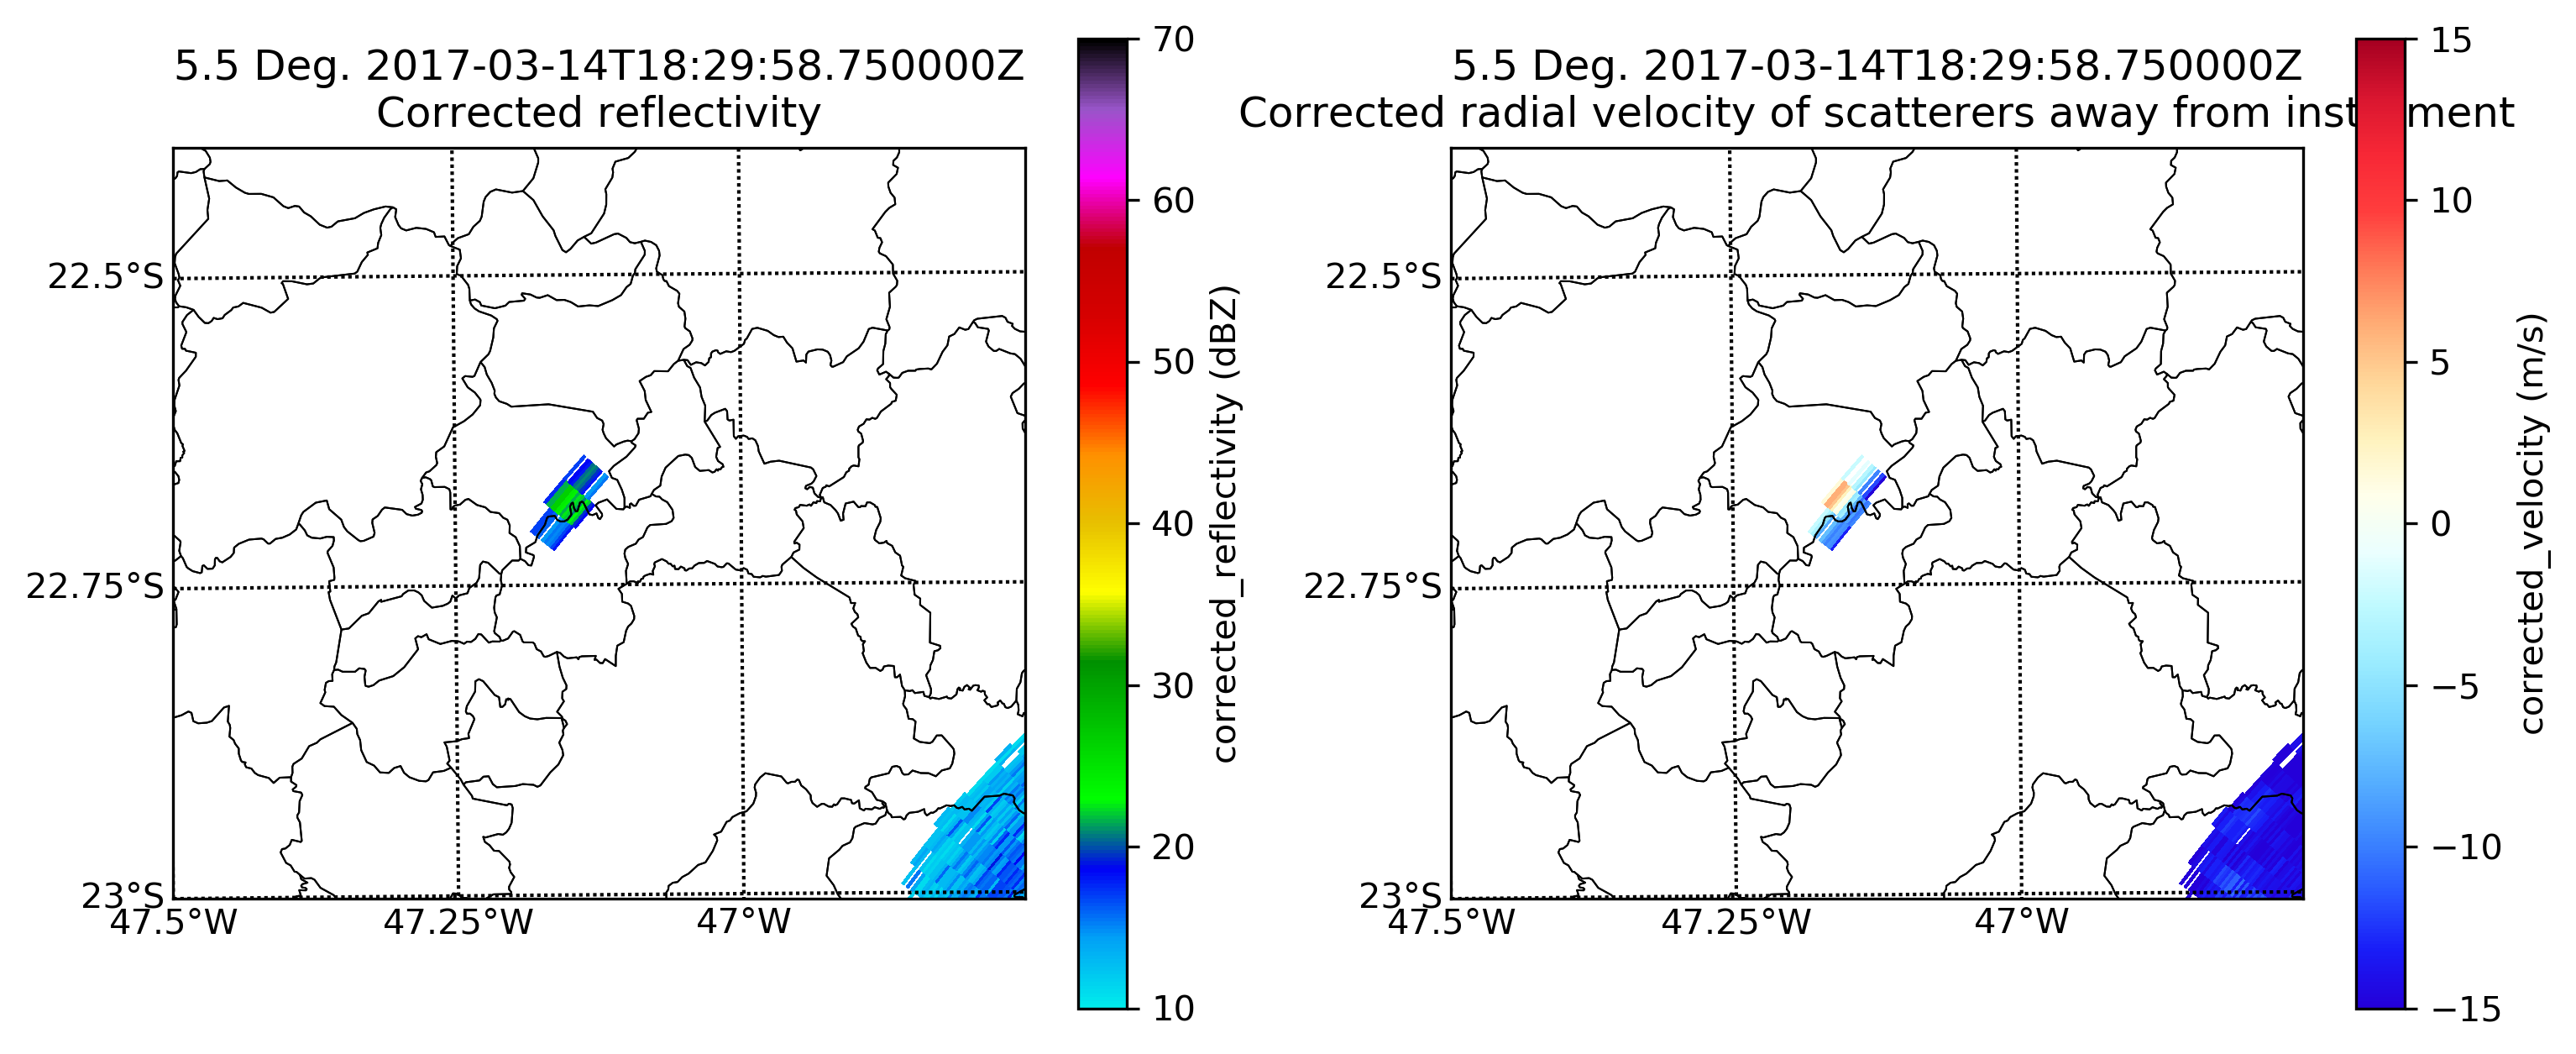 5.5 Deg. 2017-03-14T18:29:58.750000Z
Corrected reflectivity
22.5°S
22.75°S
23°S
47.5°W
47.25°W
47°W
70
60
50
40
30
20
10
corrected_reflectivity (dBZ)
5.5 Deg. 2017-03-14T18:29:58.750000Z
Corrected radial velocity of scatterers away from
22.5°S
22.75°S
23°S
47.5°W
47.25°W
47°W
15
10
5
0
−5
−10
−15
corrected_velocity (m/s)